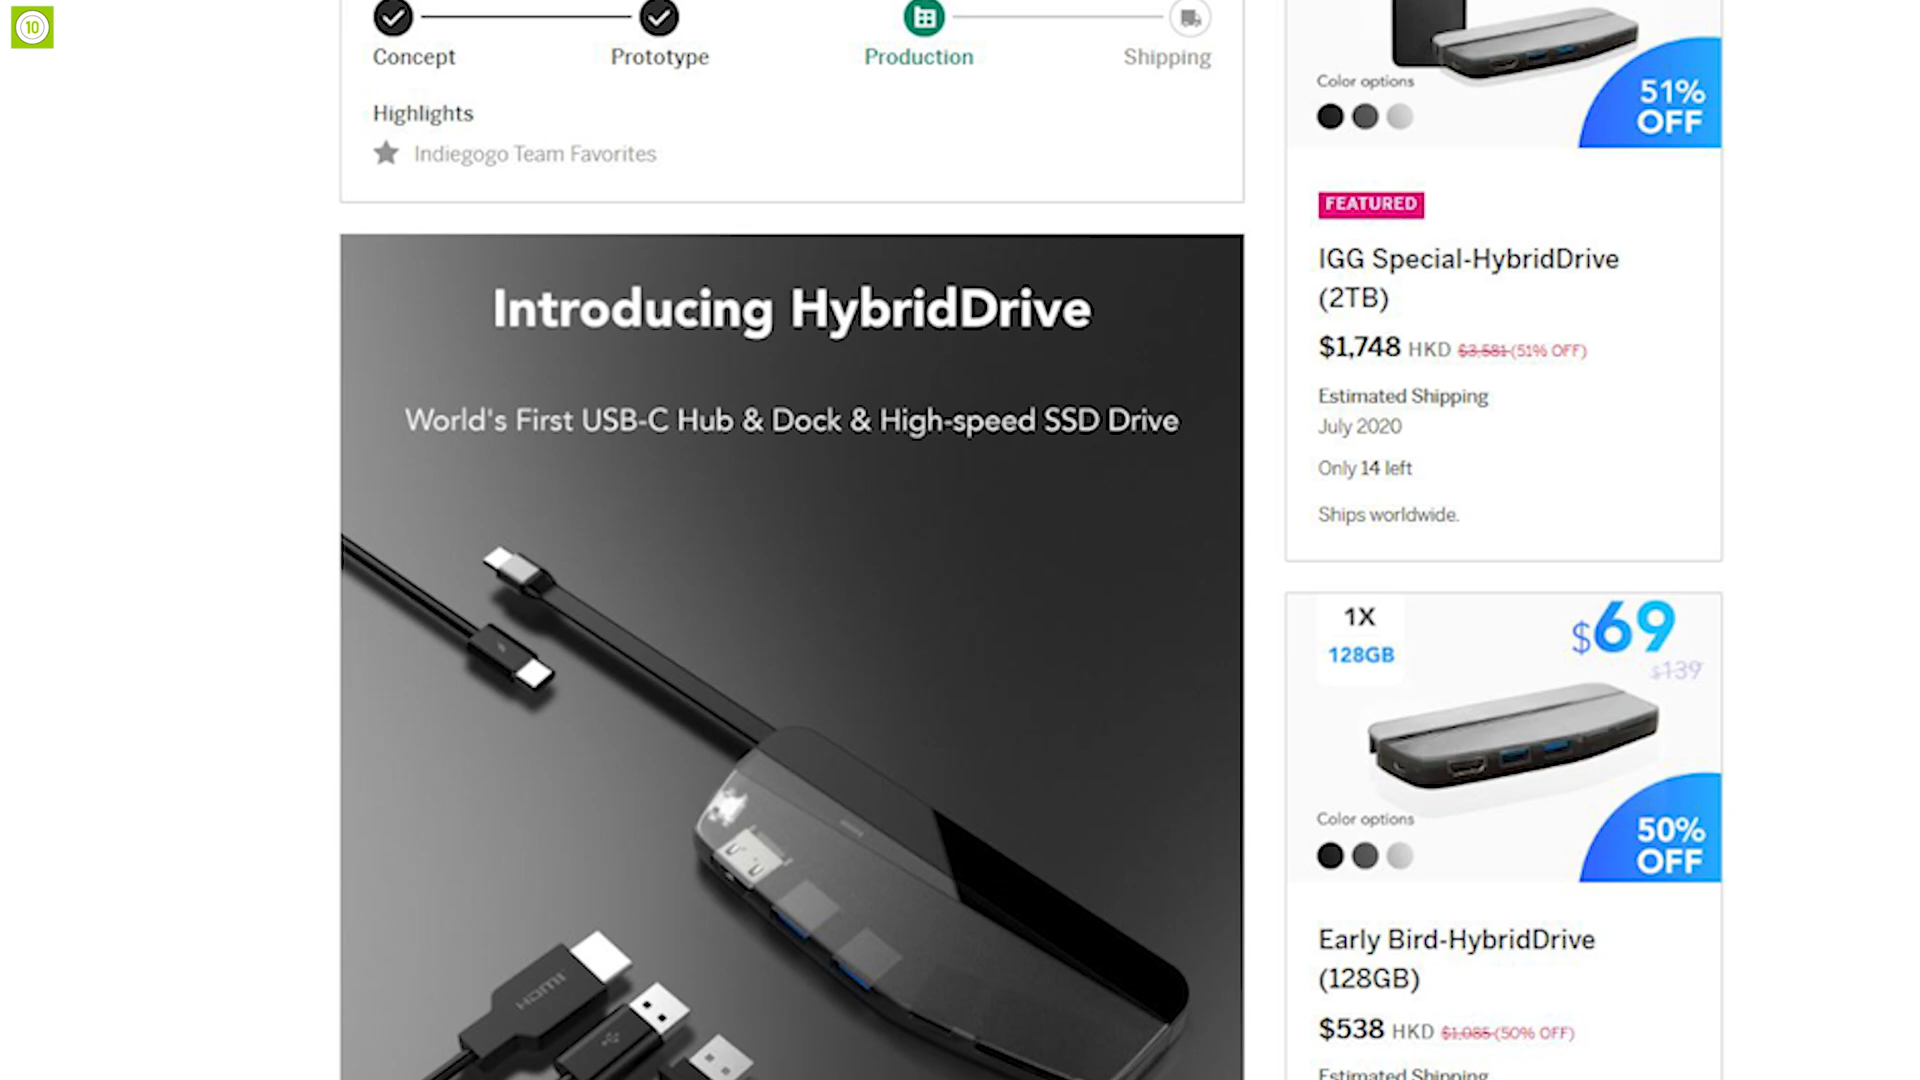 10
Concept
Prototype
Production
Shipping
Highlights
Indiegogo Team Favorites
Introducing HybridDrive
World's First USB-C Hub & Dock & High-speed SSD Drive
HDMI
Color options
51%
OFF
FEATURED
IGG Special-HybridDrive
(2TB)
$1,748 HKD $3,581 (51% OFF)
Estimated Shipping
July 2020
Only 14 left
Ships worldwide.
1X
128GB
$69
$139
Color options
50%
OFF
Early Bird-HybridDrive
(128GB)
$538 HKD $1,085 (50% OFF)
Estimated Shipping